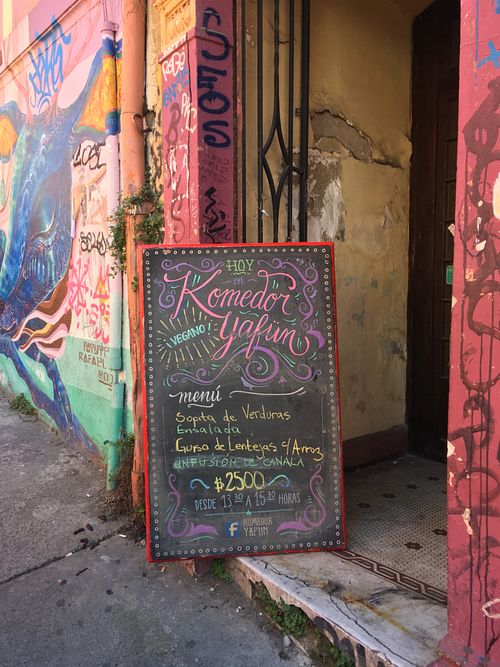 HOY
en
Komedor
VEGANO
Yafün
menú
Sopita de Verduras
Ensalada
Guiso de Lentejas c/Arroz
INFUSIÓN DE CANALA
$2500
DESDE 13:30 A 15:30 HORAS
f KOMEDOR
YAFUN